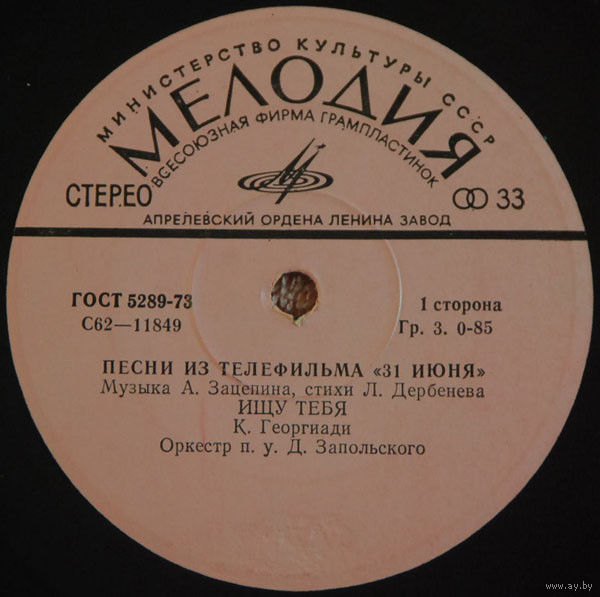 МИНИСТЕРСТВО КУЛЬТУРЫ СССР
МЕЛОДИЯ
ВСЕСОЮЗНАЯ ФИРМА ГРАМПЛАСТИНОК
СТЕРЕО
33
АПРЕЛЕВСКИЙ ОРДЕНА ЛЕНИНА ЗАВОД
ГОСТ 5289-73
1 сторона
С62—11849
Гр. 3. 0-85
ПЕСНИ ИЗ ТЕЛЕФИЛЬМА «31 ИЮНЯ»
Музыка А. Зацепина, стихи Л. Дербенева
ИЩУ ТЕБЯ
К. Георгиади
Оркестр п. у. Д. Запольского
www.ay.by